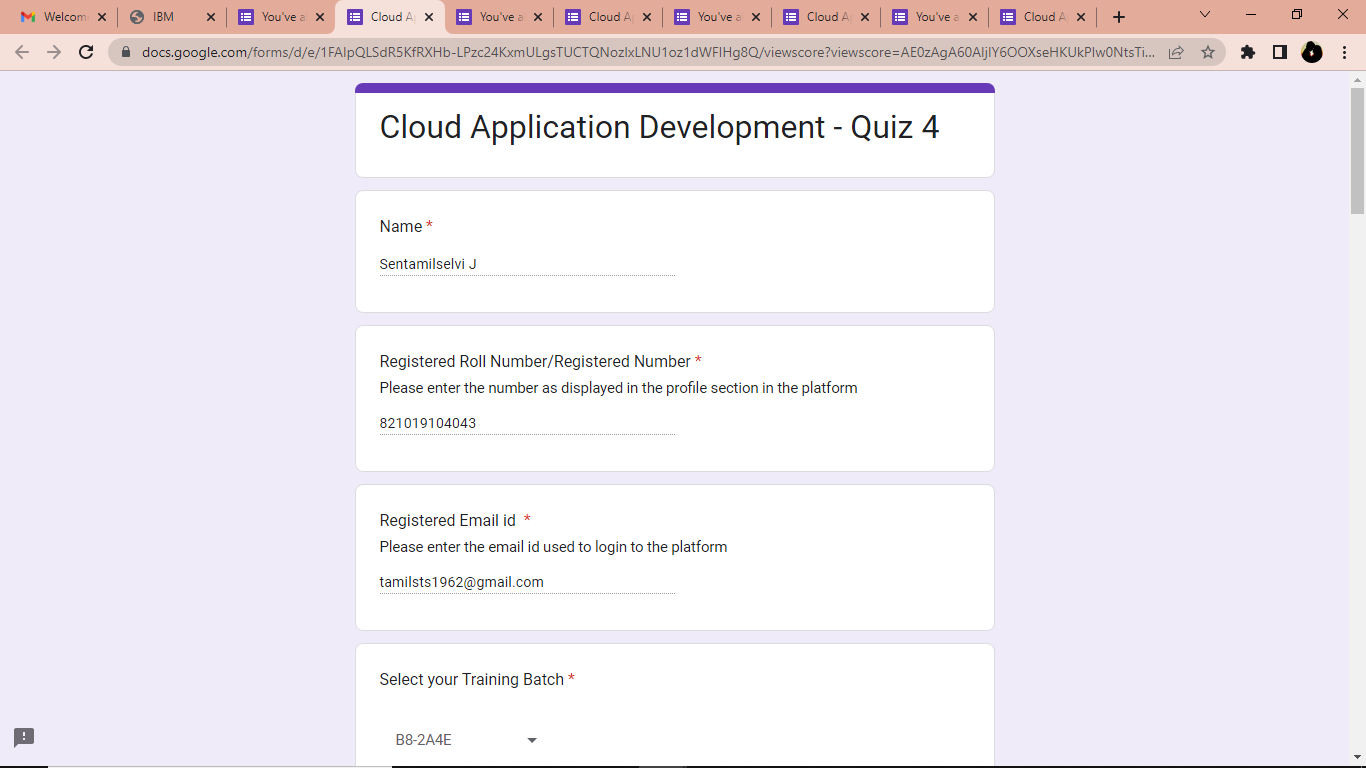 Welcom
IBM
You've a
Cloud A
You've a
Cloud A
You've a
Cloud A
You've a
Cloud A
docs.google.com/forms/d/e/1FAIpQLSdR5KfRXHb-LPzc24KxmULgsTUCTQNozIxLNU1oz1dWFIHg8Q/viewscore?viewscore=AE0zAgA60AIjIY6OOXseHKUkPIw0NtsTi...
Cloud Application Development - Quiz 4
Name *
Sentamilselvi J
Registered Roll Number/Registered Number *
Please enter the number as displayed in the profile section in the platform
821019104043
Registered Email id *
Please enter the email id used to login to the platform
tamilsts1962@gmail.com
Select your Training Batch *
B8-2A4E